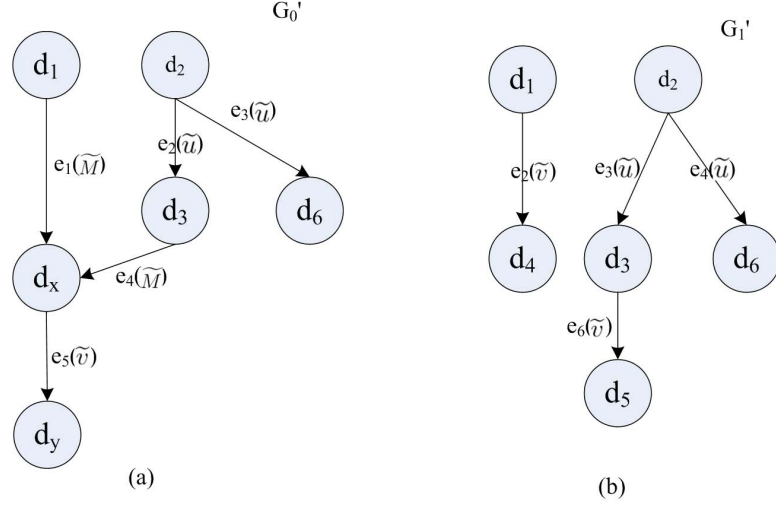 G₀'
d₁
d₂
e₁(M̃)
e₂(ũ)
e₃(ũ)
d₃
d₆
dₓ
e₄(M̃)
e₅(ṽ)
d_y
(a)
G₁'
d₁
d₂
e₂(ṽ)
e₃(ũ)
e₄(ũ)
d₄
d₃
d₆
e₆(ṽ)
d₅
(b)